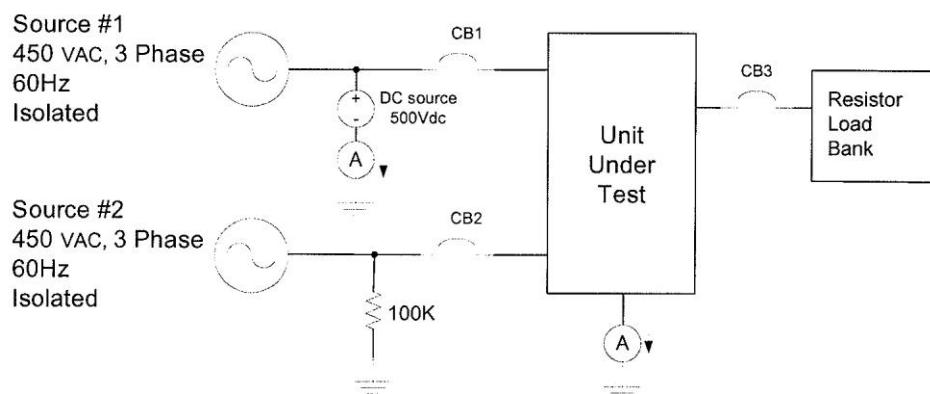 Source #1
450 VAC, 3 Phase
60Hz
Isolated
CB1
+
-
DC source
500Vdc
A
Source #2
450 VAC, 3 Phase
60Hz
Isolated
CB2
100K
Unit
Under
Test
A
CB3
Resistor
Load
Bank